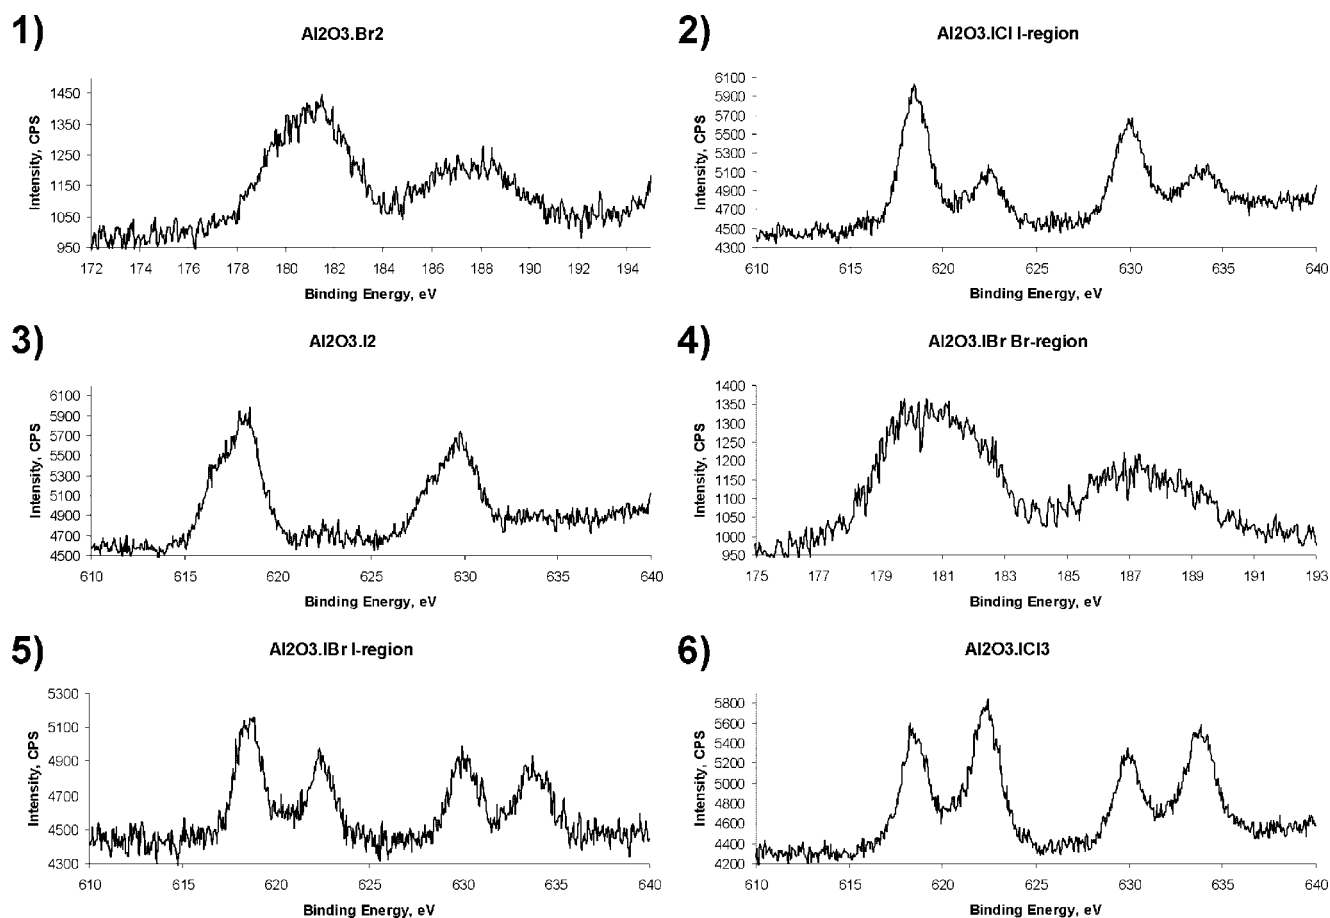 1)
Al2O3.Br2
Intensity, CPS
1450
1350
1250
1150
1050
950
172 174 176 178 180 182 184 186 188 190 192 194
Binding Energy, eV
2)
Al2O3.ICl I-region
Intensity, CPS
6100
5900
5700
5500
5300
5100
4900
4700
4500
4300
610 615 620 625 630 635 640
Binding Energy, eV
3)
Al2O3.I2
Intensity, CPS
6100
5900
5700
5500
5300
5100
4900
4700
4500
610 615 620 625 630 635 640
Binding Energy, eV
4)
Al2O3.IBr Br-region
Intensity, CPS
1400
1350
1300
1250
1200
1150
1100
1050
1000
950
175 177 179 181 183 185 187 189 191 193
Binding Energy, eV
5)
Al2O3.IBr I-region
Intensity, CPS
5300
5100
4900
4700
4500
4300
610 615 620 625 630 635 640
Binding Energy, eV
6)
Al2O3.ICl3
Intensity, CPS
5800
5600
5400
5200
5000
4800
4600
4400
4200
610 615 620 625 630 635 640
Binding Energy, eV